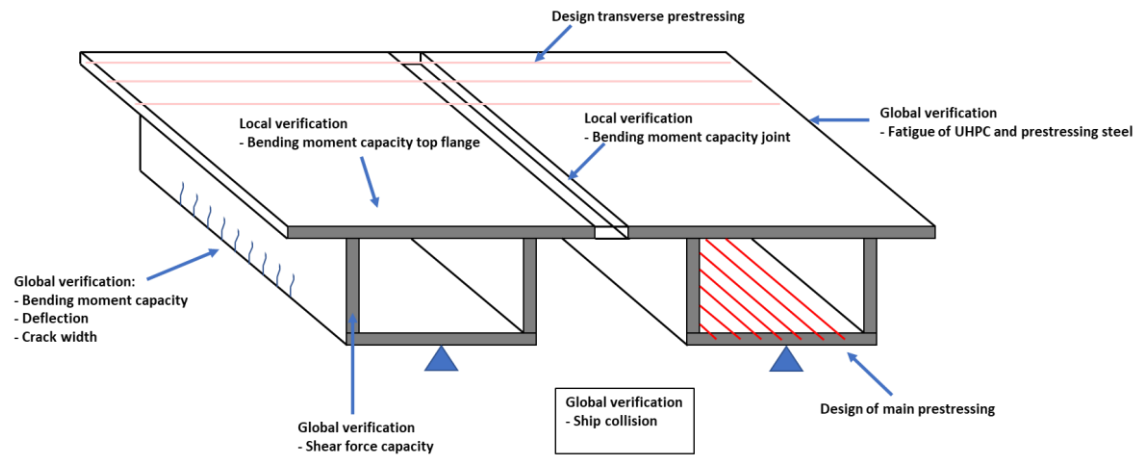 Design transverse prestressing
Global verification
- Fatigue of UHPC and prestressing steel
Local verification
- Bending moment capacity top flange
Local verification
- Bending moment capacity joint
Global verification:
- Bending moment capacity
- Deflection
- Crack width
Global verification
- Shear force capacity
Global verification
- Ship collision
Design of main prestressing